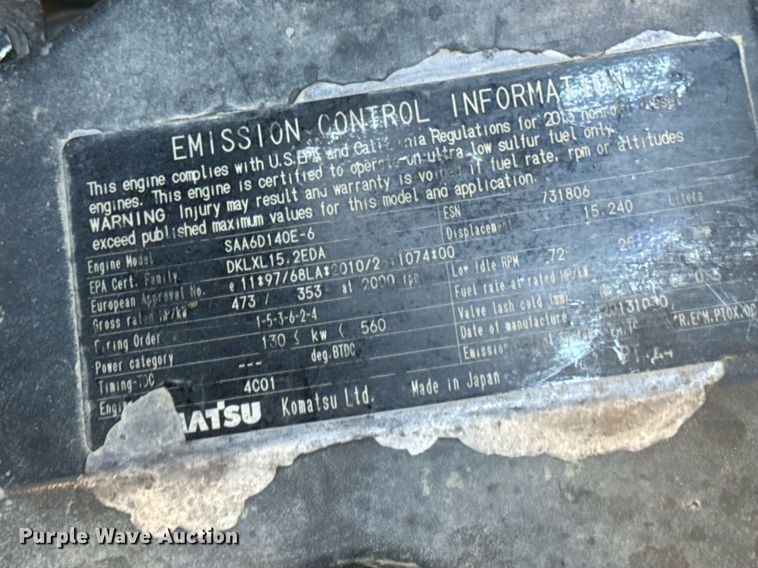 EMISSION CONTROL INFORMATION
This engine complies with U.S.EPA and California Regulations for 2013 nonroad diesel
engines. This engine is certified to operate on ultra low sulfur fuel only.
WARNING Injury may result and warranty is voided if fuel rate, rpm or altitudes
exceed published maximum values for this model and application.
Engine Model SAA6D140E-6 ESN 731806
EPA Cert. Family DKLXL15.2EDA Displacement 15.240 Liters
European Approval No. e11*97/68LA*2010/2 1074*00 Low Idle RPM 72
Gross rated HP/kW 473 / 353 at 2000 rpm Fuel rate at rated HP/kW
Firing Order 1-5-3-6-2-4 Valve lash cold (mm)
Power category 130 ≤ kW < 560 Date of manufacture 20131030
Timing-TDC --- deg.BTDC Emission
4C01
KOMATSU Komatsu Ltd. Made in Japan
Purple Wave Auction